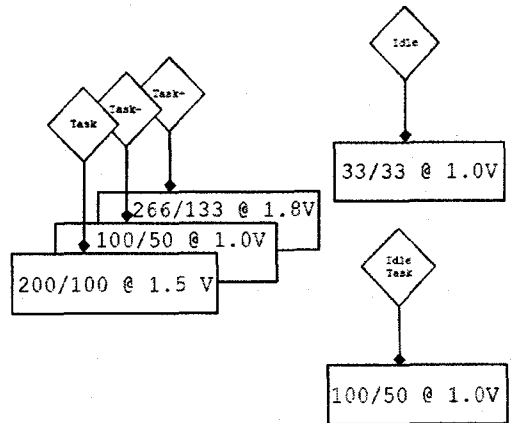 Idle
Task-
Task-
Task
33/33 @ 1.0V
266/133 @ 1.8V
100/50 @ 1.0V
200/100 @ 1.5 V
Idle
Task
100/50 @ 1.0V